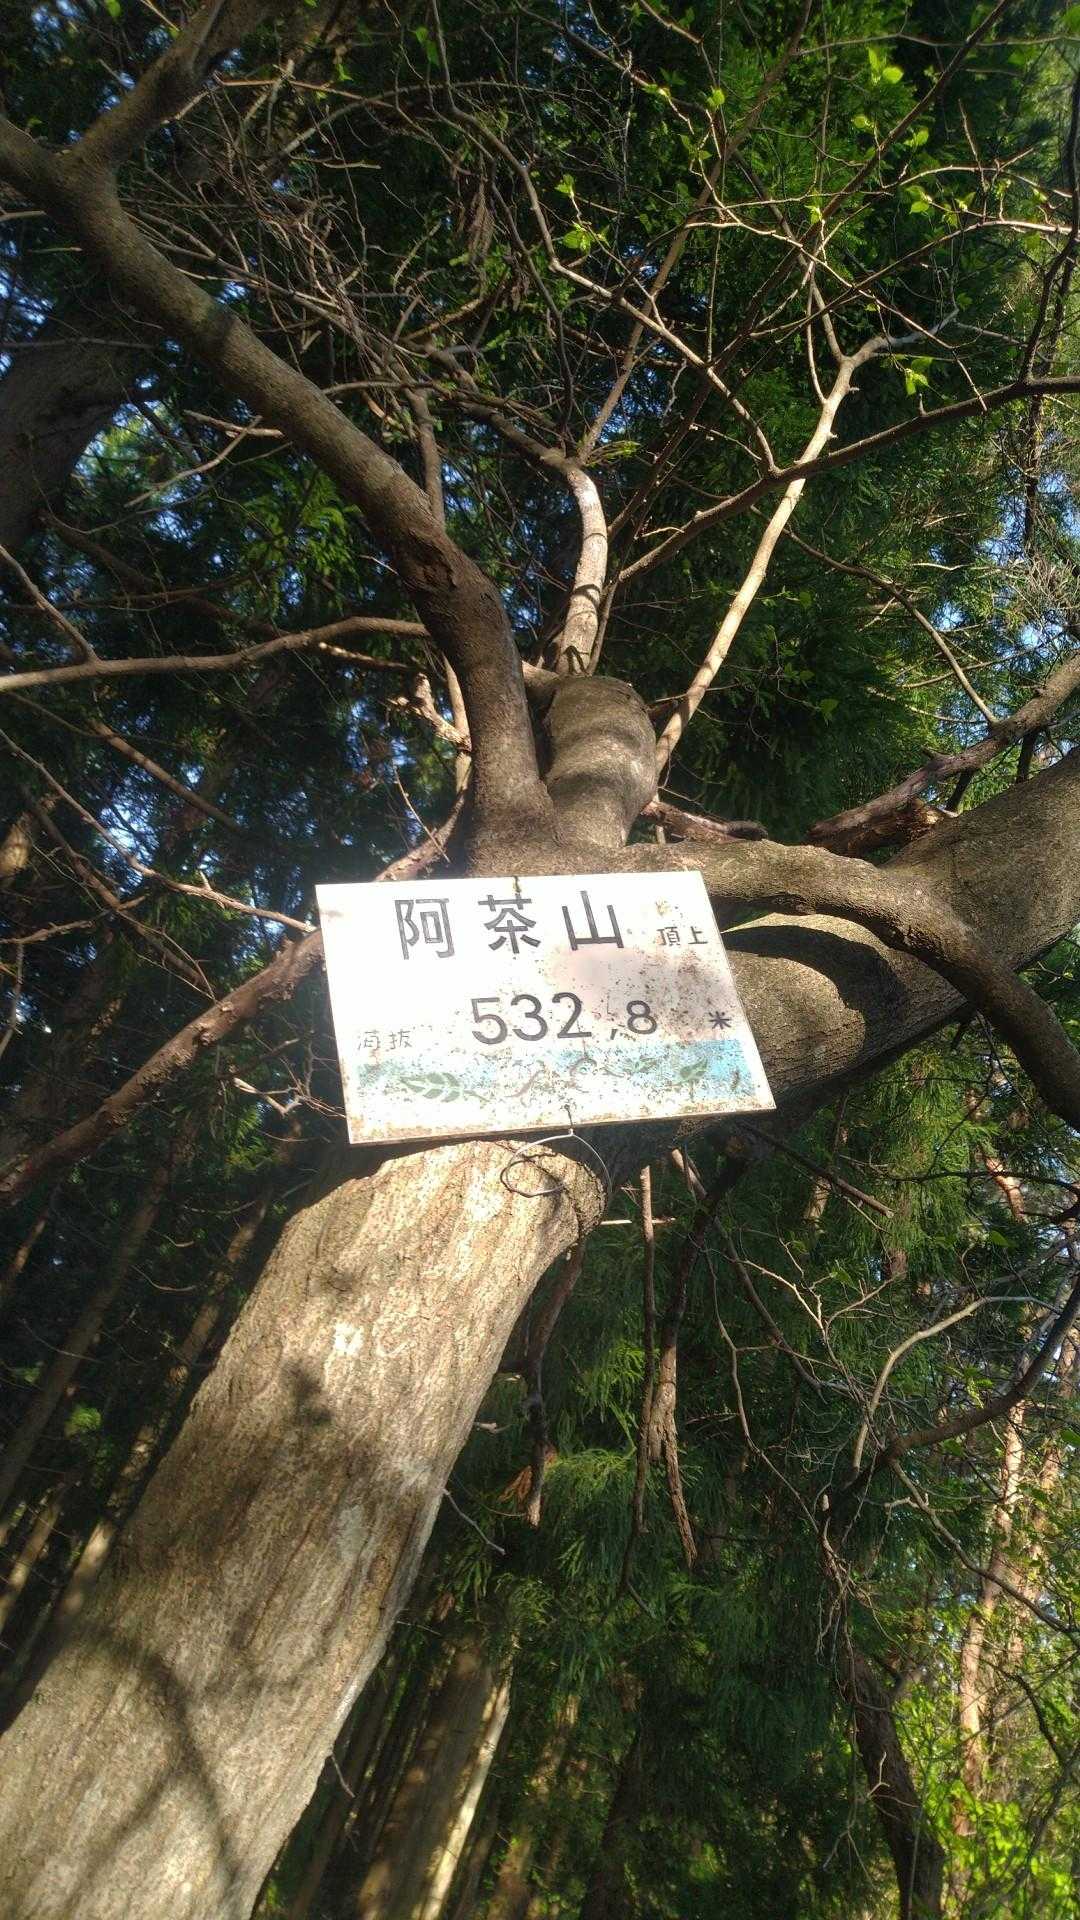 阿茶山 頂上
海抜 532,8 米